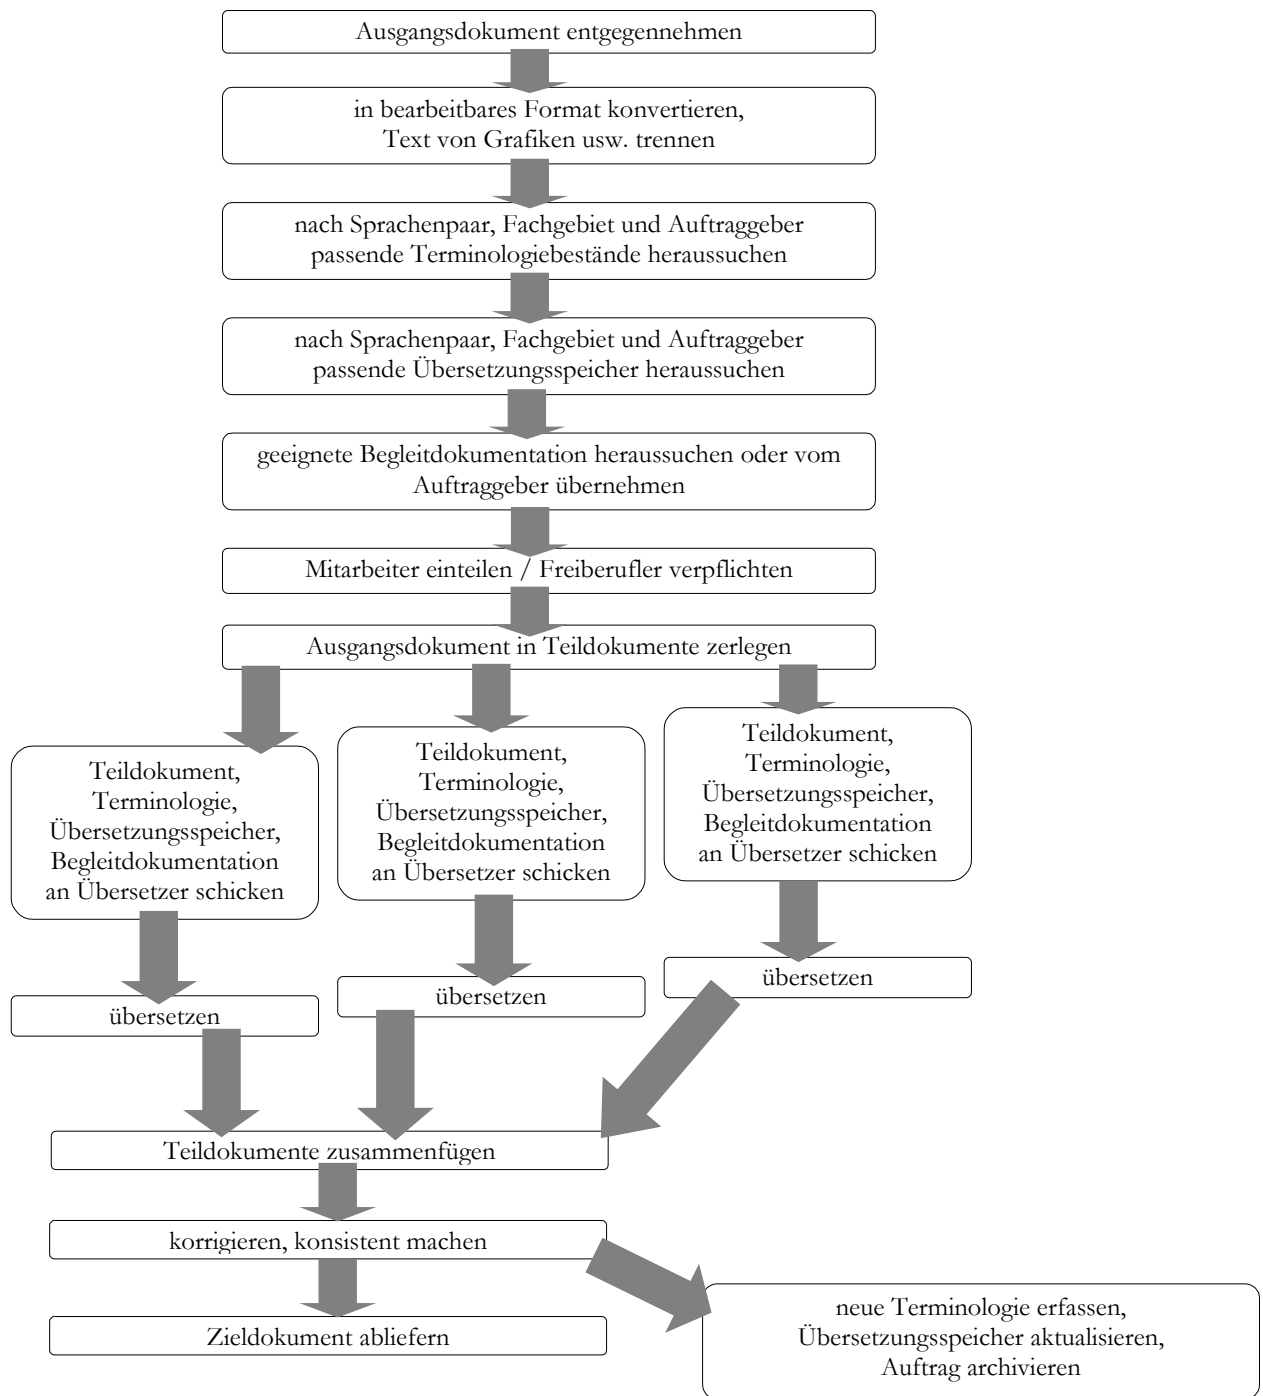 Ausgangsdokument entgegennehmen
in bearbeitbares Format konvertieren,
Text von Grafiken usw. trennen
nach Sprachenpaar, Fachgebiet und Auftraggeber
passende Terminologiebestände heraussuchen
nach Sprachenpaar, Fachgebiet und Auftraggeber
passende Übersetzungsspeicher heraussuchen
geeignete Begleitdokumentation heraussuchen oder vom
Auftraggeber übernehmen
Mitarbeiter einteilen / Freiberufler verpflichten
Ausgangsdokument in Teildokumente zerlegen
Teildokument,
Terminologie,
Übersetzungsspeicher,
Begleitdokumentation
an Übersetzer schicken
Teildokument,
Terminologie,
Übersetzungsspeicher,
Begleitdokumentation
an Übersetzer schicken
Teildokument,
Terminologie,
Übersetzungsspeicher,
Begleitdokumentation
an Übersetzer schicken
übersetzen
übersetzen
übersetzen
Teildokumente zusammenfügen
korrigieren, konsistent machen
Zieldokument abliefern
neue Terminologie erfassen,
Übersetzungsspeicher aktualisieren,
Auftrag archivieren